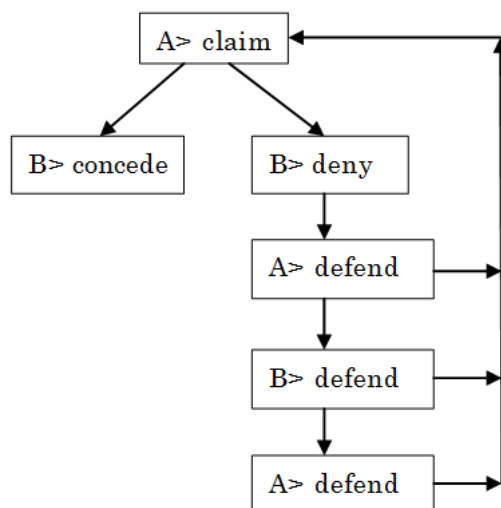 A> claim
B> concede
B> deny
A> defend
B> defend
A> defend